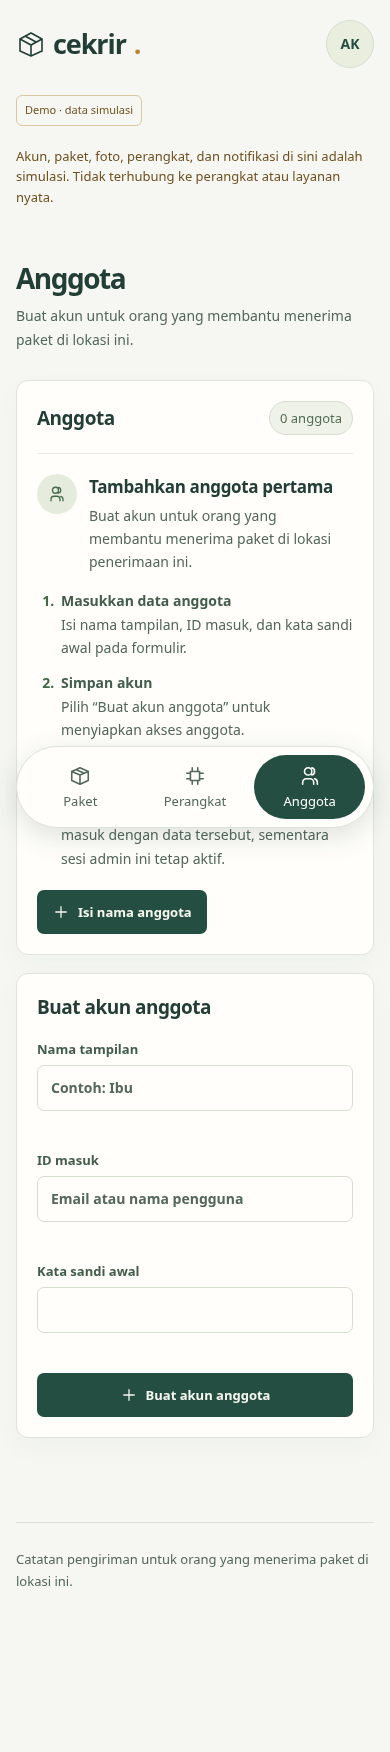 cekrir.
AK
Demo · data simulasi
Akun, paket, foto, perangkat, dan notifikasi di sini adalah
simulasi. Tidak terhubung ke perangkat atau layanan
nyata.
Anggota
Buat akun untuk orang yang membantu menerima
paket di lokasi ini.
Anggota
0 anggota
Tambahkan anggota pertama
Buat akun untuk orang yang
membantu menerima paket di lokasi
penerimaan ini.
1. Masukkan data anggota
Isi nama tampilan, ID masuk, dan kata sandi
awal pada formulir.
2. Simpan akun
Pilih “Buat akun anggota” untuk
menyiapkan akses anggota.
Paket
Perangkat
Anggota
masuk dengan data tersebut, sementara
sesi admin ini tetap aktif.
Isi nama anggota
Buat akun anggota
Nama tampilan
Contoh: Ibu
ID masuk
Email atau nama pengguna
Kata sandi awal
Buat akun anggota
Catatan pengiriman untuk orang yang menerima paket di
lokasi ini.